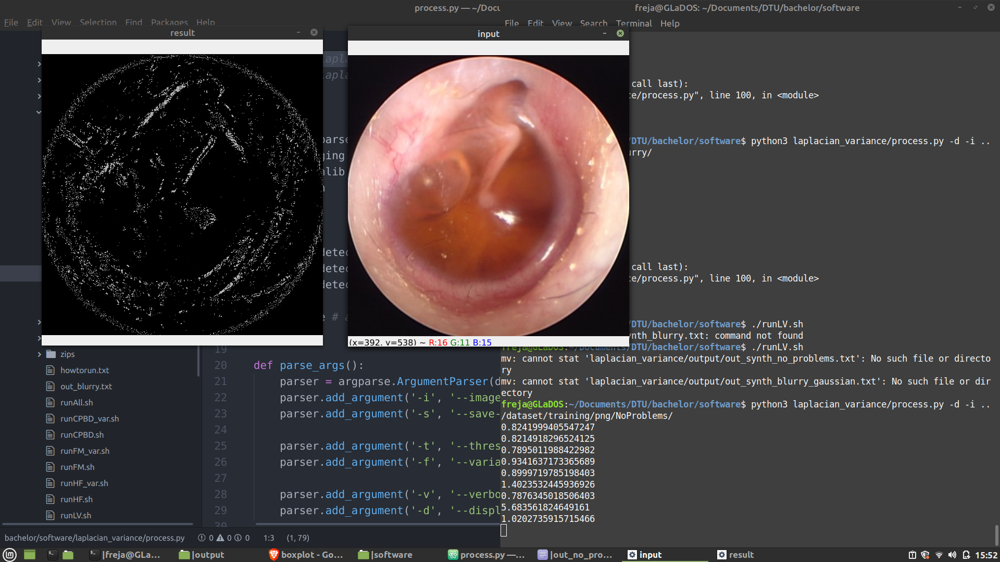 process.py — ~/Docu
freja@GLaDOS: ~/Documents/DTU/bachelor/software
File Edit View Selection Find Packages Help
File Edit View Search Terminal Help
result
input
call last):
ce/process.py", line 100, in <module>
/DTU/bachelor/software$ python3 laplacian_variance/process.py -d -i ..
urry/
call last):
ce/process.py", line 100, in <module>
/DTU/bachelor/software$ ./runLV.sh
ynth_blurry.txt: command not found
freja@GLaDOS:~/Documents/DTU/bachelor/software$ ./runLV.sh
mv: cannot stat 'laplacian_variance/output/out_synth_no_problems.txt': No such file or directo
ry
mv: cannot stat 'laplacian_variance/output/out_synth_blurry_gaussian.txt': No such file or dir
ectory
freja@GLaDOS:~/Documents/DTU/bachelor/software$ python3 laplacian_variance/process.py -d -i ..
/dataset/training/png/NoProblems/
0.8241999405547247
0.8214918296524125
0.7895011988422982
0.9341637173365689
0.8999719785198403
1.4023532445936926
0.7876345018506403
5.683561824649161
1.0202735915715466
(x=392, y=538) ~ R:16 G:11 B:15
zips
howtorun.txt
out_blurry.txt
runAll.sh
runCPBD_var.sh
runCPBD.sh
runFM_var.sh
runFM.sh
runHF_var.sh
runHF.sh
runLV.sh
19
20 def parse_args():
21 parser = argparse.ArgumentParser(d
22 parser.add_argument('-i', '--image
23 parser.add_argument('-s', '--save-
24
25 parser.add_argument('-t', '--thres
26 parser.add_argument('-f', '--varia
27
28 parser.add_argument('-v', '--verbo
29 parser.add_argument('-d', '--displ
30
bachelor/software/laplacian_variance/process.py 0 0 0 1:3 (1, 79)
|freja@GLa... |output boxplot - Go... |software process.py —... |out_no_pro... input result 15:52